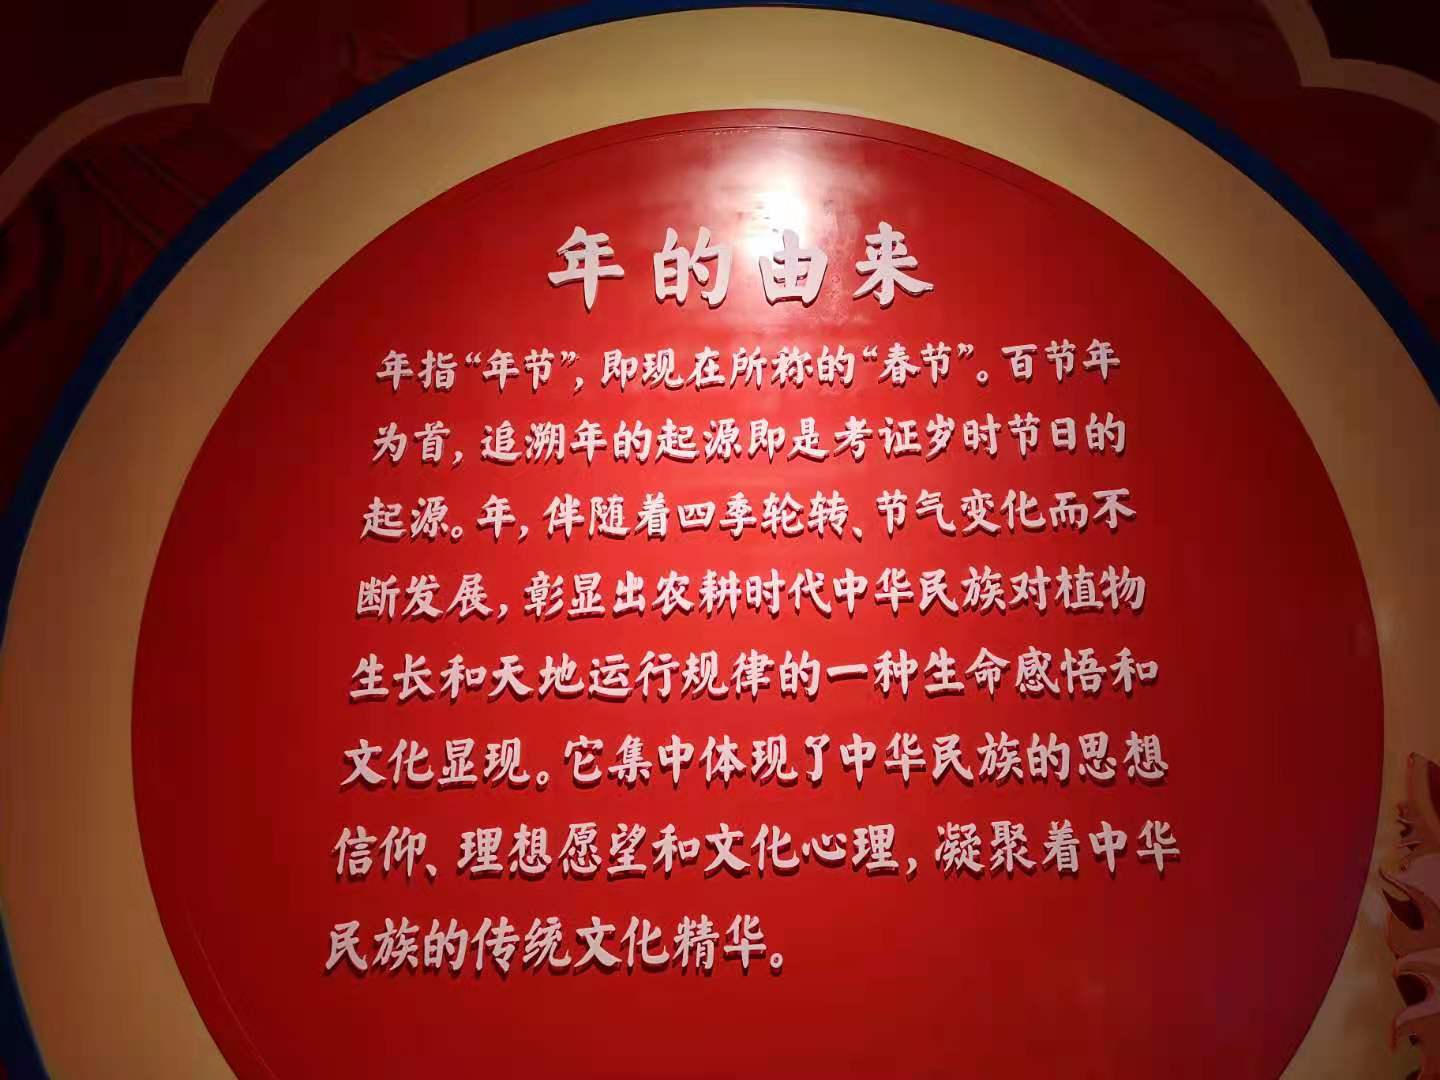 年的由来
年指“年节”，即现在所称的“春节”。百节年
为首，追溯年的起源即是考证岁时节日的
起源。年，伴随着四季轮转、节气变化而不
断发展，彰显出农耕时代中华民族对植物
生长和天地运行规律的一种生命感悟和
文化显现。它集中体现了中华民族的思想
信仰、理想愿望和文化心理，凝聚着中华
民族的传统文化精华。